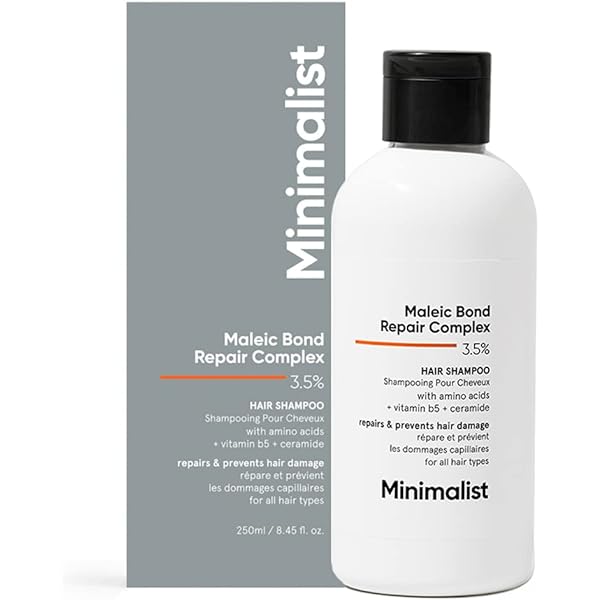 Minimalist
Maleic Bond
Repair Complex
3.5%
HAIR SHAMPOO
Shampooing Pour Cheveux
with amino acids
+ vitamin b5 + ceramide
repairs & prevents hair damage
répare et prévient
les dommages capillaires
for all hair types
250ml / 8.45 fl. oz.
Maleic Bond
Repair Complex
3.5%
HAIR SHAMPOO
Shampooing Pour Cheveux
with amino acids
+ vitamin b5 + ceramide
repairs & prevents hair damage
répare et prévient
les dommages capillaires
for all hair types
Minimalist